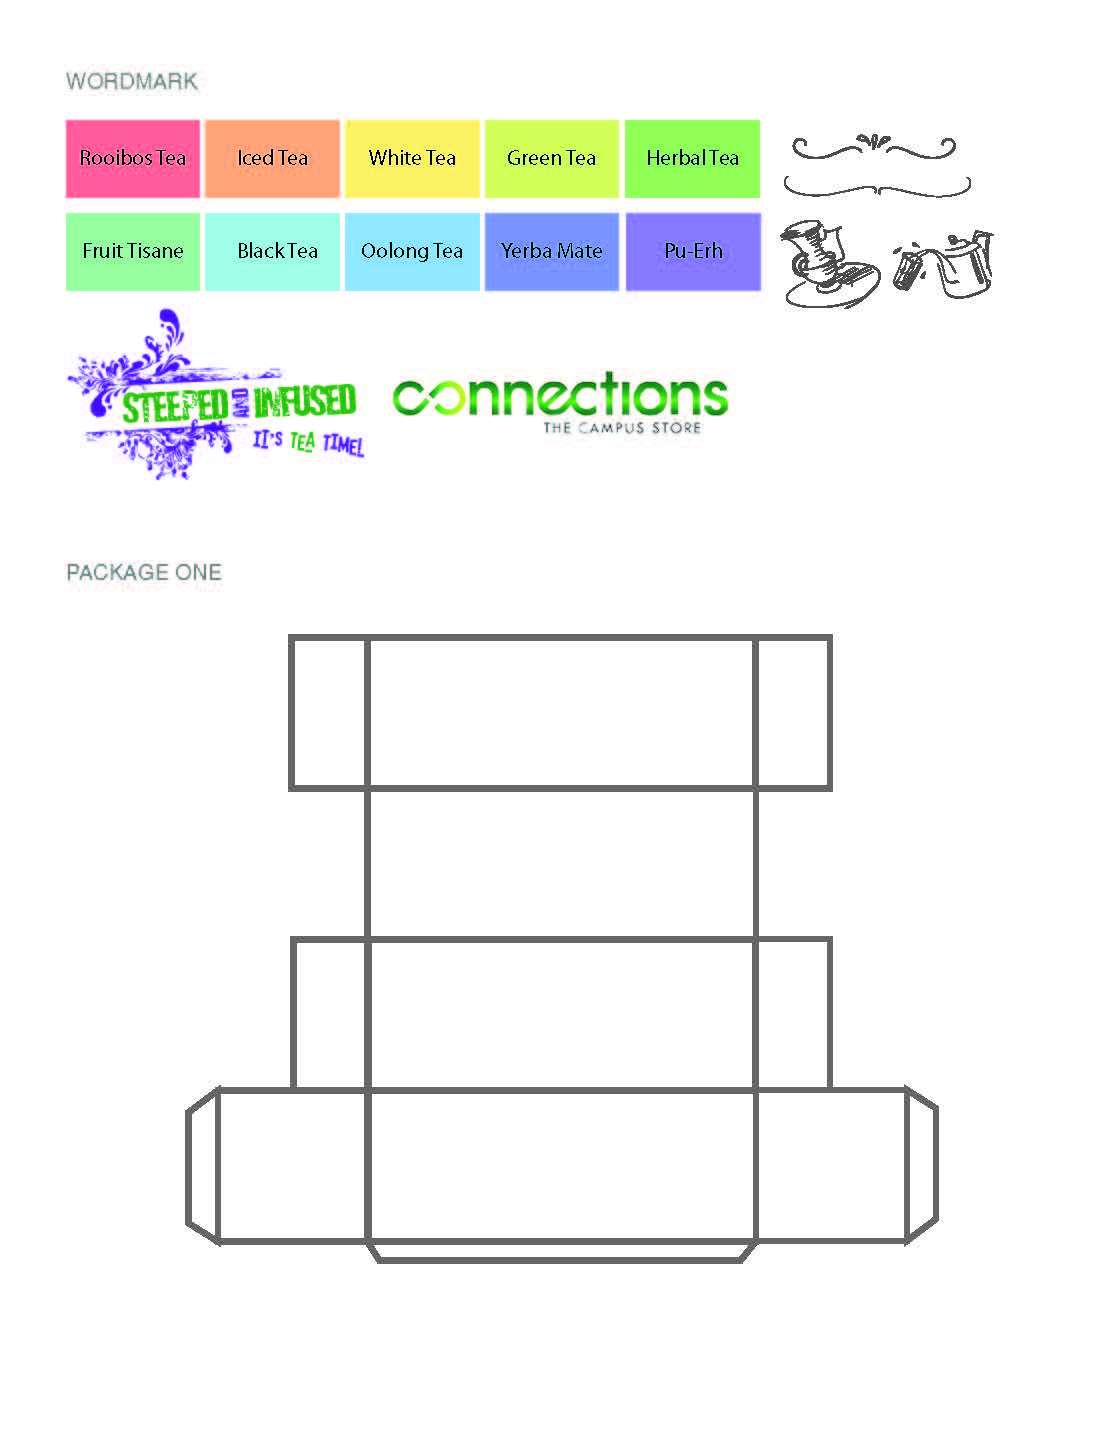 WORDMARK
Rooibos Tea
Iced Tea
White Tea
Green Tea
Herbal Tea
Fruit Tisane
Black Tea
Oolong Tea
Yerba Mate
Pu-Erh
STEEPED AND INFUSED
IT'S TEA TIME!
connections
THE CAMPUS STORE
PACKAGE ONE